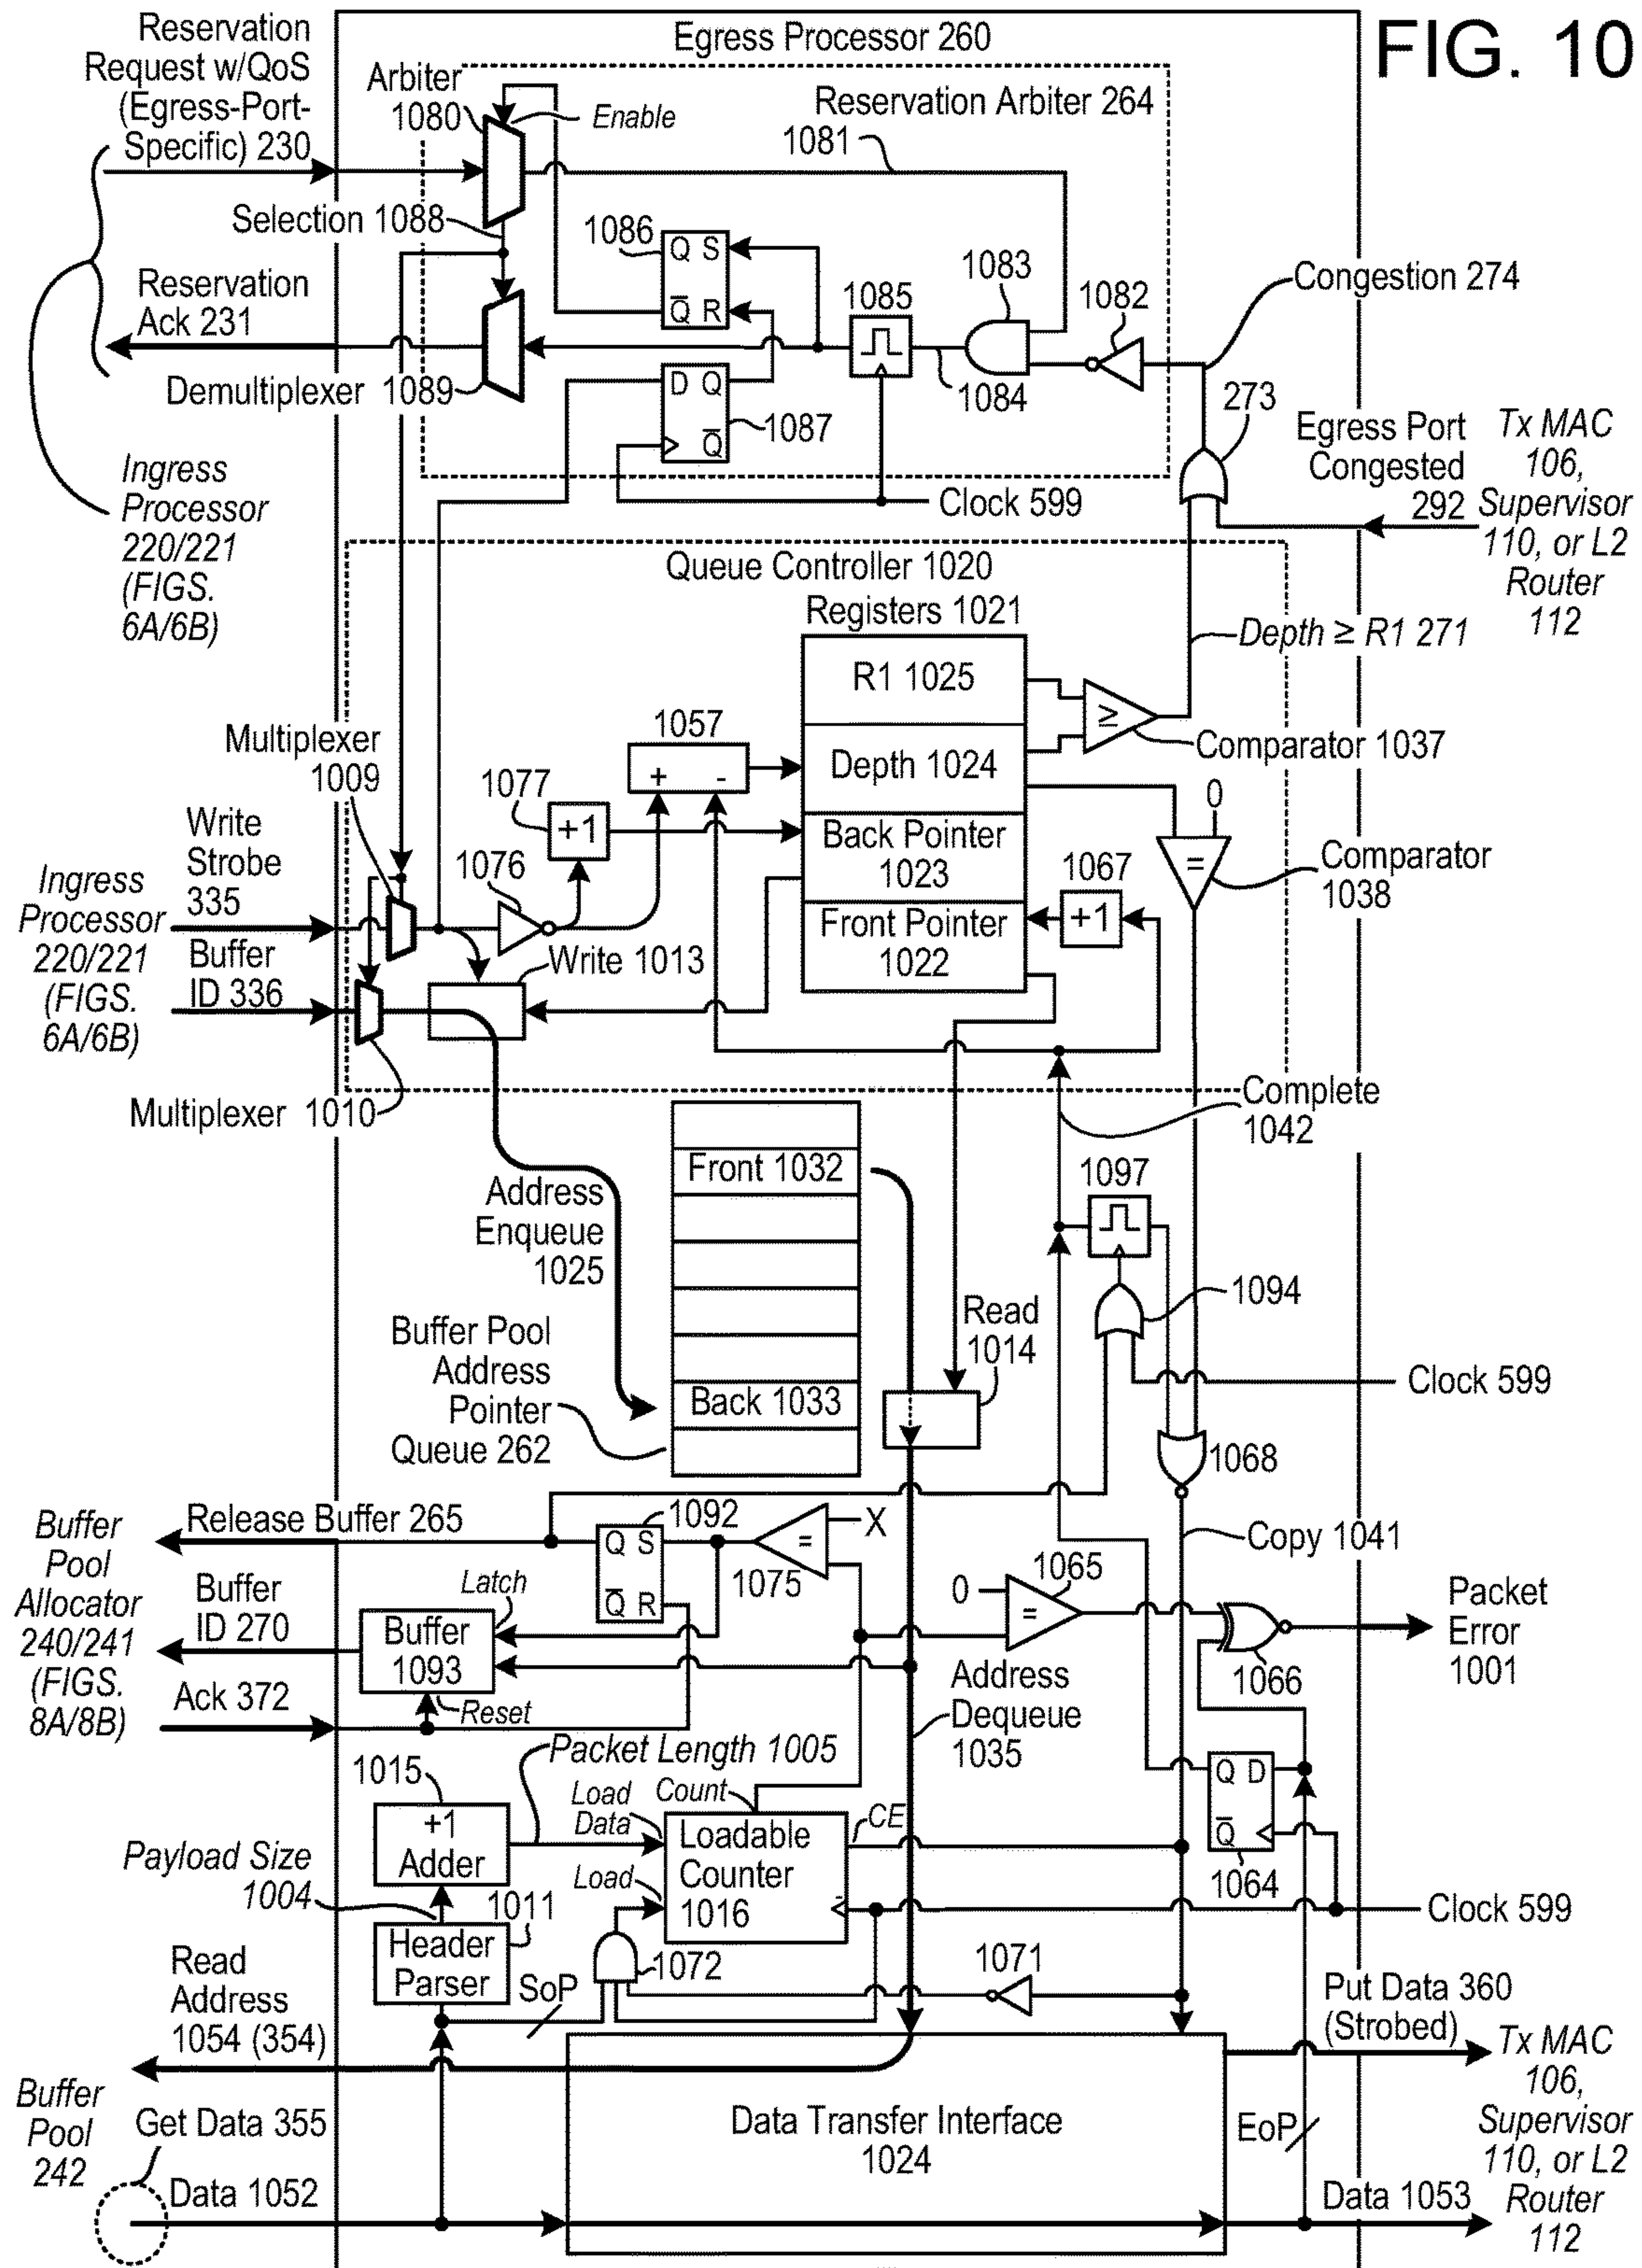 FIG. 10
Egress Processor 260
Reservation
Request w/QoS
(Egress-Port-
Specific) 230
Arbiter
1080
Enable
Reservation Arbiter 264
1081
Selection 1088
1086
Q S
Q R
1085
1083
1082
Congestion 274
Reservation
Ack 231
1084
Demultiplexer 1089
D Q
Q
1087
273
Egress Port
Congested
292
Tx MAC
106,
Supervisor
110, or L2
Router
112
Clock 599
Ingress
Processor
220/221
(FIGS.
6A/6B)
Queue Controller 1020
Registers 1021
R1 1025
Depth ≥ R1 271
≥
Comparator 1037
Multiplexer
1009
1057
+ -
Depth 1024
1077
+1
0
Write
Strobe
335
1076
Back Pointer
1023
1067
+1
=
Comparator
1038
Ingress
Processor
220/221
(FIGS.
6A/6B)
Buffer
ID 336
Write 1013
Front Pointer
1022
Multiplexer 1010
Complete
1042
Front 1032
1097
Address
Enqueue
1025
1094
Buffer Pool
Address
Pointer
Queue 262
Read
1014
Clock 599
Back 1033
1068
Release Buffer 265
1092
Q S
Q R
=
X
1075
Copy 1041
Buffer
Pool
Allocator
240/241
(FIGS.
8A/8B)
Buffer
ID 270
Latch
Buffer
1093
0
=
1065
1066
Packet
Error
1001
Ack 372
Reset
Address
Dequeue
1035
Packet Length 1005
1015
+1
Adder
Load
Data
Count
CE
Q D
Q
1064
Payload Size
1004
Load
Loadable
Counter
1016
1011
Header
Parser
Clock 599
Read
Address
1054 (354)
SoP
1072
1071
Put Data 360
(Strobed)
Tx MAC
106,
Supervisor
110, or L2
Router
112
Buffer
Pool
242
Get Data 355
Data Transfer Interface
1024
EoP
Data 1052
Data 1053